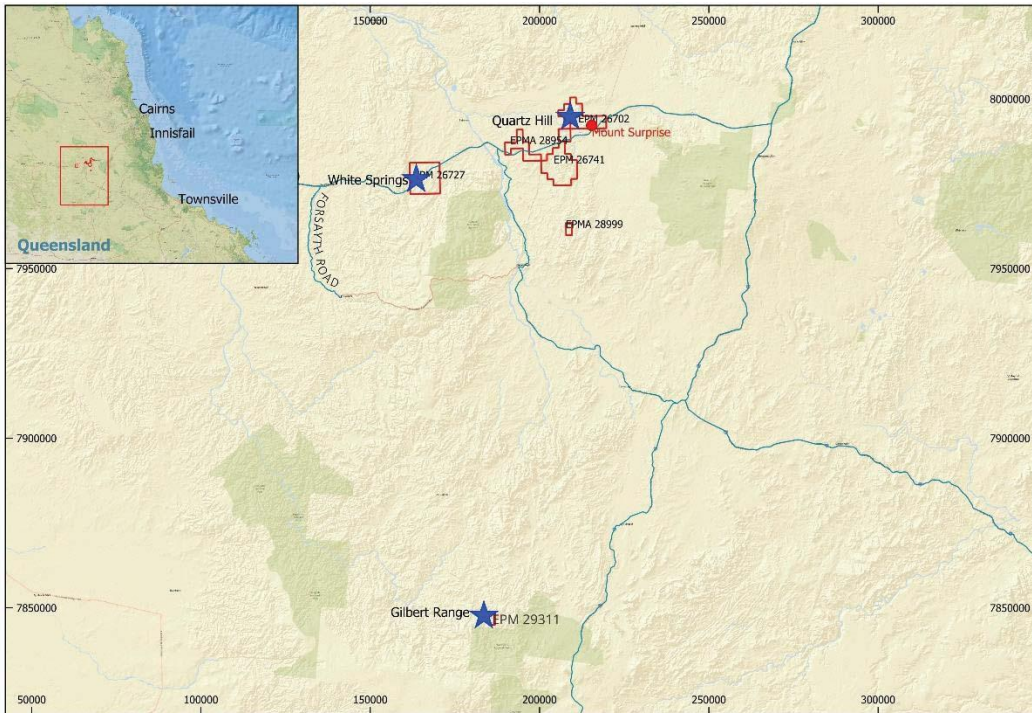 150000
200000
250000
300000
Cairns
Innisfail
Townsville
Queensland
8000000
8000000
Quartz Hill
EPM 26702
Mount Surprise
EPMA 28954
EPM 26741
White Springs
EPM 26727
FORSAYTH ROAD
EPMA 28999
7950000
7950000
7900000
7900000
7850000
7850000
Gilbert Range
EPM 29311
50000
100000
150000
200000
250000
300000